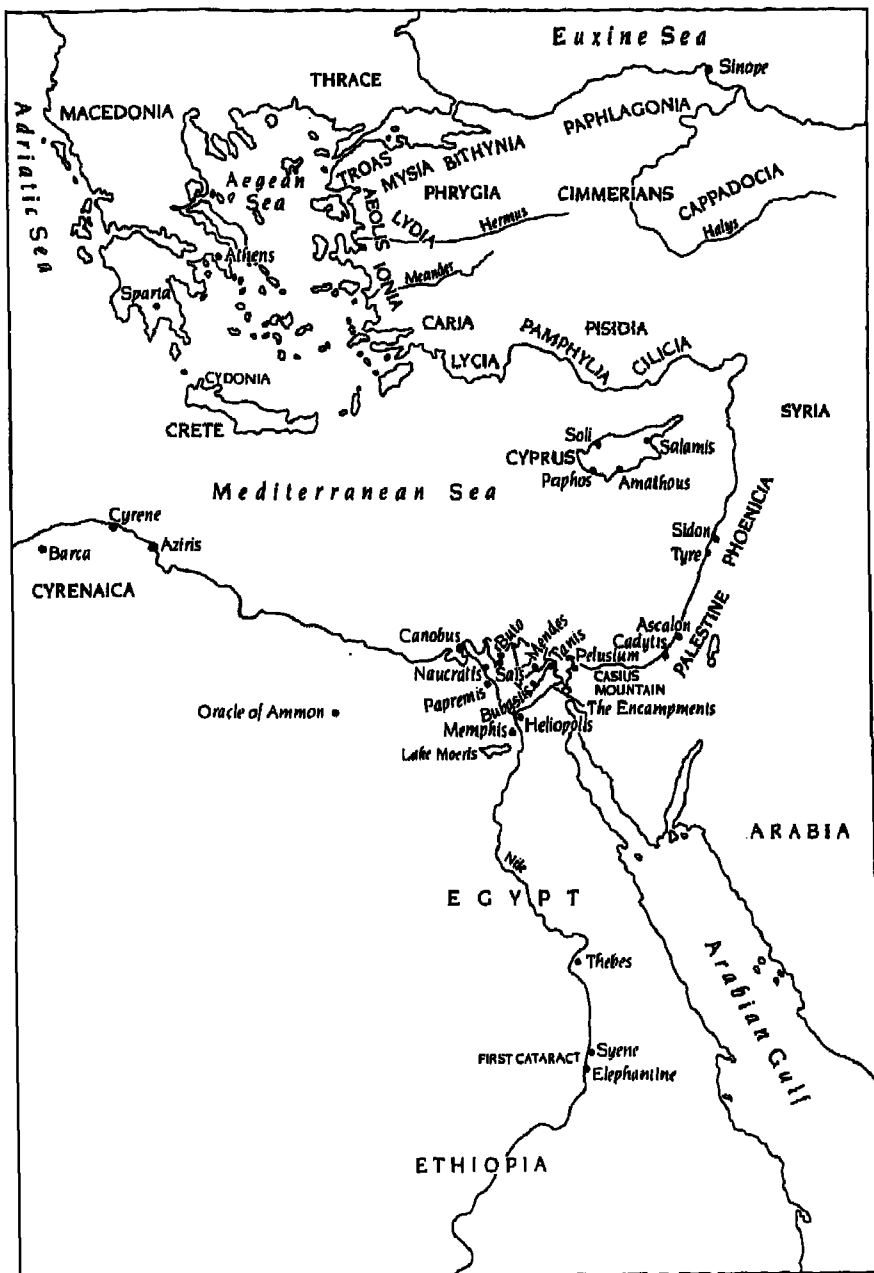 Euxine Sea
Sinope
THRACE
MACEDONIA
PAPHLAGONIA
Adriatic Sea
BITHYNIA
MYSIA
TROAS
Aegean
Sea
PHRYGIA
CIMMERIANS
CAPPADOCIA
AEOLIS
LYDIA
Hermus
Halys
Athens
IONIA
Meander
Sparta
CARIA
PISIDIA
PAMPHYLIA
CILICIA
LYCIA
CYDONIA
CRETE
SYRIA
Soli
Salamis
CYPRUS
Paphos
Amathous
Mediterranean Sea
Cyrene
Barca
Aziris
CYRENAICA
Sidon
Tyre
PHOENICIA
PALESTINE
Ascalon
Cadytis
Canobus
Buto
Mendes
Tanis
Pelusium
Naucratis
Sais
CASIUS
MOUNTAIN
Papremis
Bubastis
The Encampments
Oracle of Ammon
Heliopolis
Memphis
Lake Moeris
ARABIA
Nile
EGYPT
Thebes
Arabian Gulf
FIRST CATARACT
Syene
Elephantine
ETHIOPIA